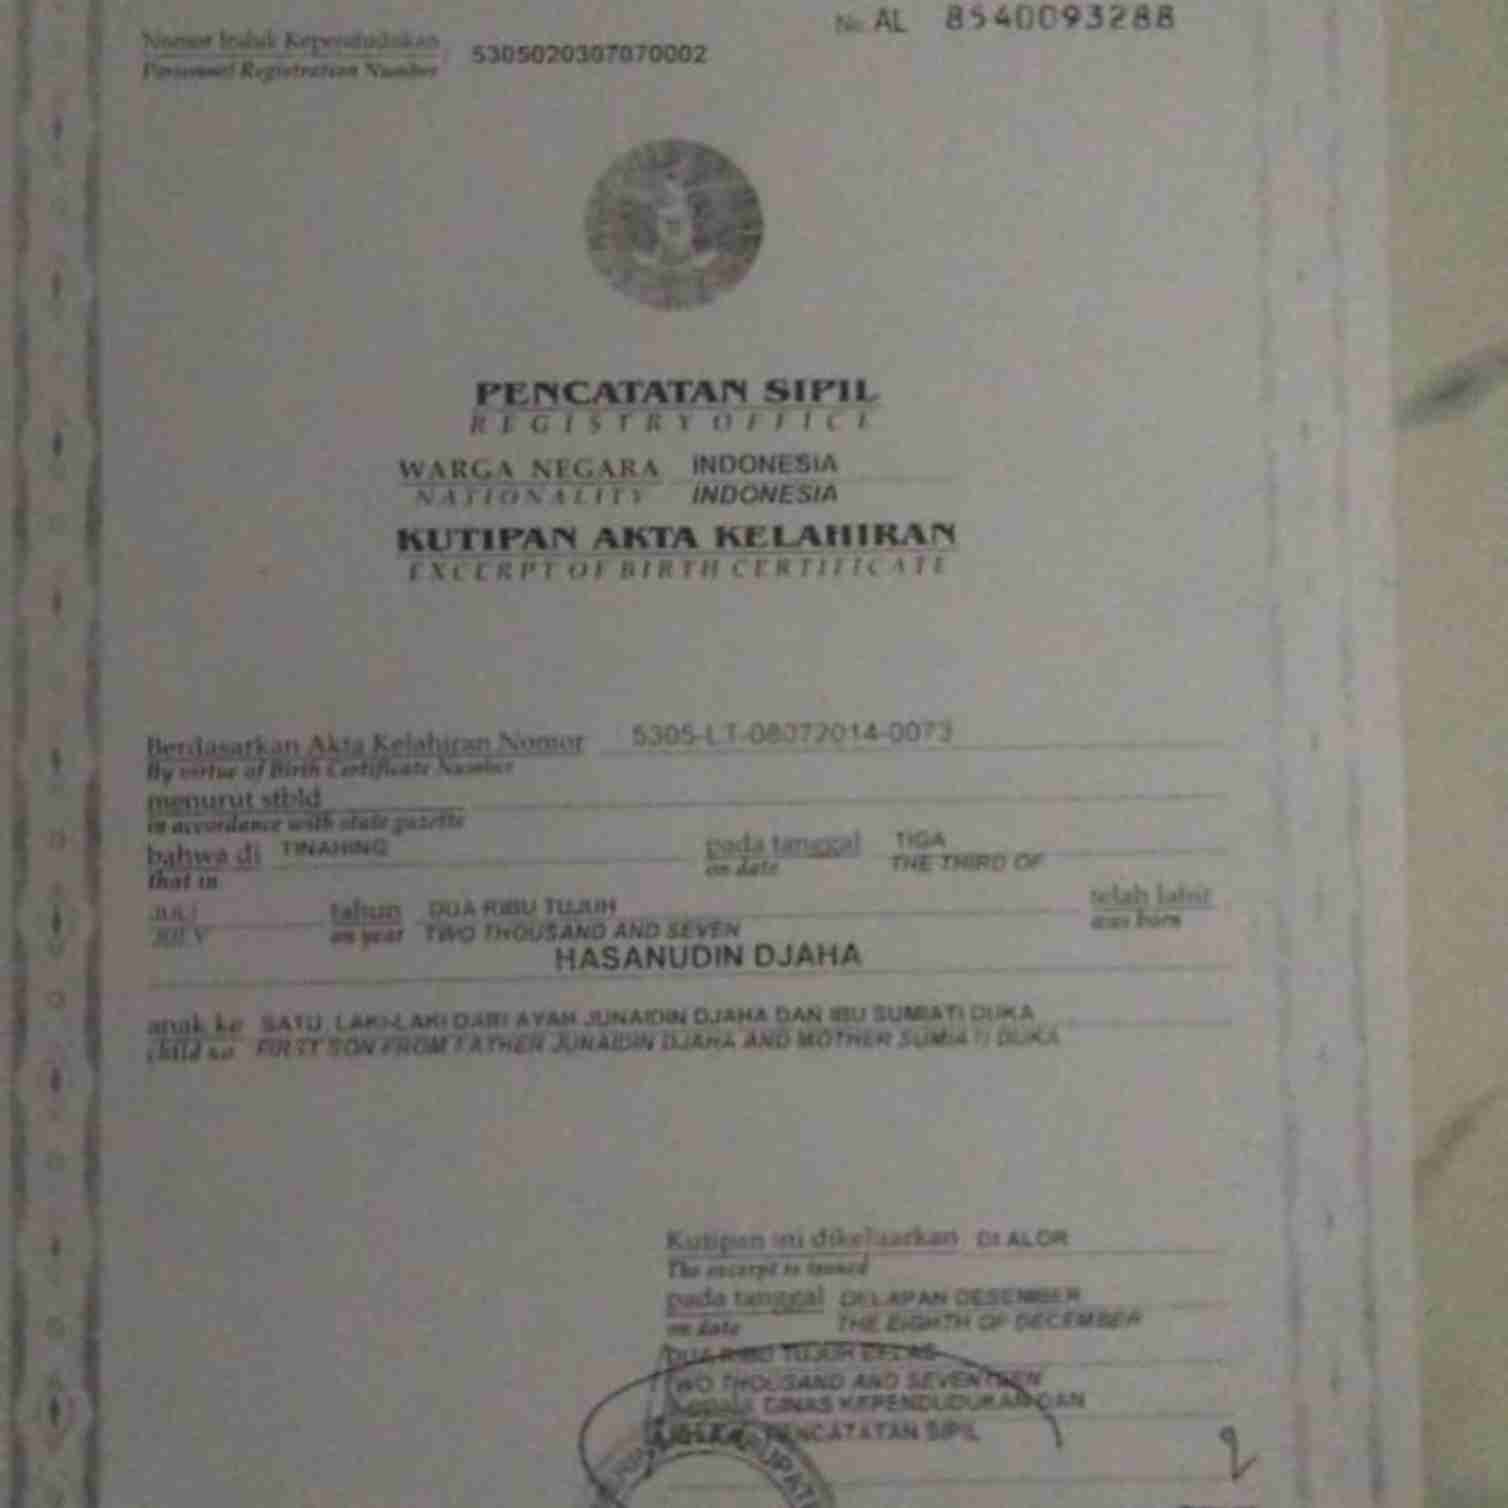 No. AL 8540093288
Nomor Induk Kependudukan 5305020307070002
Personnel Registration Number
PENCATATAN SIPIL
REGISTRY OFFICE
WARGA NEGARA INDONESIA
NATIONALITY INDONESIA
KUTIPAN AKTA KELAHIRAN
EXCERPT OF BIRTH CERTIFICATE
Berdasarkan Akta Kelahiran Nomor 5305-LT-08072014-0073
By virtue of Birth Certificate Number
menurut stbld
in accordance with state gazette
bahwa di TINAHING pada tanggal TIGA
that in on date THE THIRD OF
JULI tahun DUA RIBU TUJUH telah lahir
JULY on year TWO THOUSAND AND SEVEN was born
HASANUDIN DJAHA
anak ke SATU, LAKI-LAKI DARI AYAH JUNAIDIN DJAHA DAN IBU SUMIATI DUKA
child no FIRST SON FROM FATHER JUNAIDIN DJAHA AND MOTHER SUMIATI DUKA
Kutipan ini dikeluarkan DI ALOR
The excerpt is issued
pada tanggal DELAPAN DESEMBER
on date THE EIGHTH OF DECEMBER
DUA RIBU TUJUH BELAS
TWO THOUSAND AND SEVENTEEN
Kepala DINAS KEPENDUDUKAN DAN
PENCATATAN SIPIL